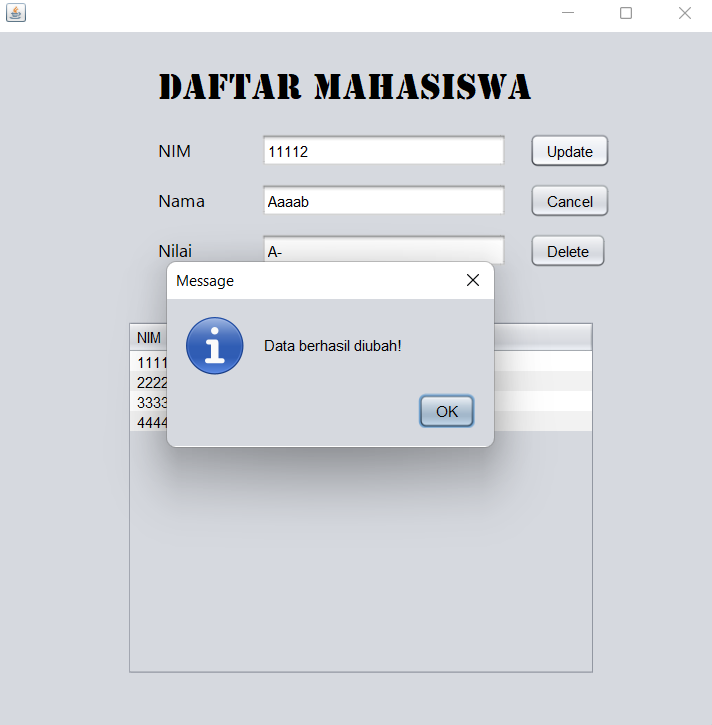 DAFTAR MAHASISWA
NIM 11112 Update
Nama Aaaab Cancel
Nilai A- Delete
Message
NIM
Data berhasil diubah!
1111
2222
3333
OK
4444